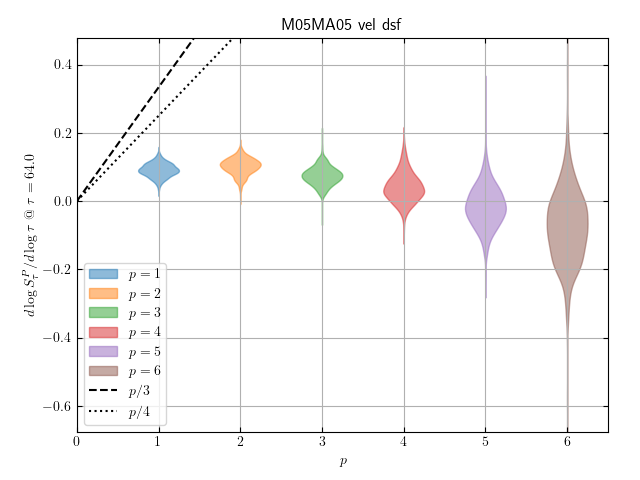 M05MA05 vel dsf
d log S_τ^P / d log τ @ τ = 64.0
0.4
0.2
0.0
−0.2
−0.4
−0.6
p = 1
p = 2
p = 3
p = 4
p = 5
p = 6
p/3
p/4
0 1 2 3 4 5 6
p